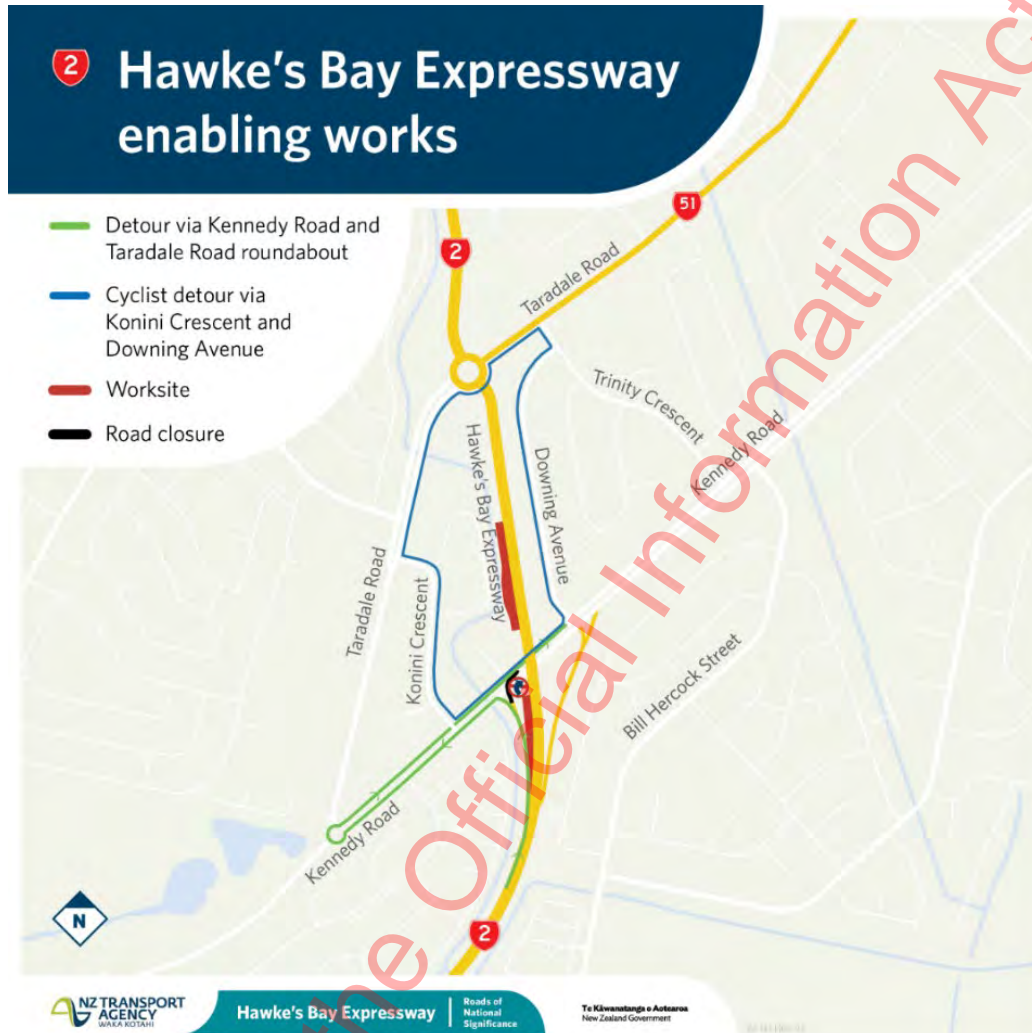 2
Hawke's Bay Expressway
enabling works
Detour via Kennedy Road and
Taradale Road roundabout
Cyclist detour via
Konini Crescent and
Downing Avenue
Worksite
Road closure
2
51
Taradale Road
Trinity Crescent
Kennedy Road
Hawke's Bay Expressway
Downing Avenue
Taradale Road
Konini Crescent
Bill Hercock Street
Kennedy Road
2
N
the Official Information Act
NZ TRANSPORT
AGENCY
WAKA KOTAHI
Hawke's Bay Expressway
Roads of
National
Significance
Te Kāwanatanga o Aotearoa
New Zealand Government